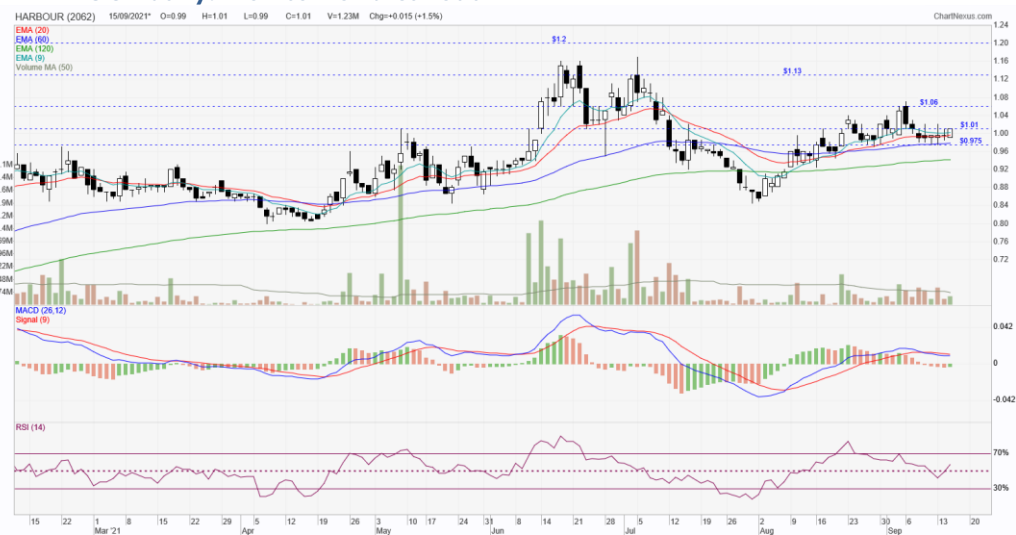 HARBOUR (2062) 15/09/2021* O=0.99 H=1.01 L=0.99 C=1.01 V=1.23M Chg=+0.015 (+1.5%) ChartNexus.com
EMA (20)
EMA (60)
EMA (120)
EMA (9)
Volume MA (50)
$1.2
$1.13
$1.06
$1.01
$0.975
1.24
1.20
1.16
1.12
1.08
1.04
1.00
0.96
0.92
0.88
0.84
0.80
0.76
0.72
MACD (26,12)
Signal (9)
0.042
0
-0.042
RSI (14)
70%
30%
15 22 1 8 15 22 29 5 12 19 26 3 10 17 24 31 8 14 21 28 5 12 19 26 2 9 16 23 30 6 13 20
Mar '21 Apr May Jun Jul Aug Sep